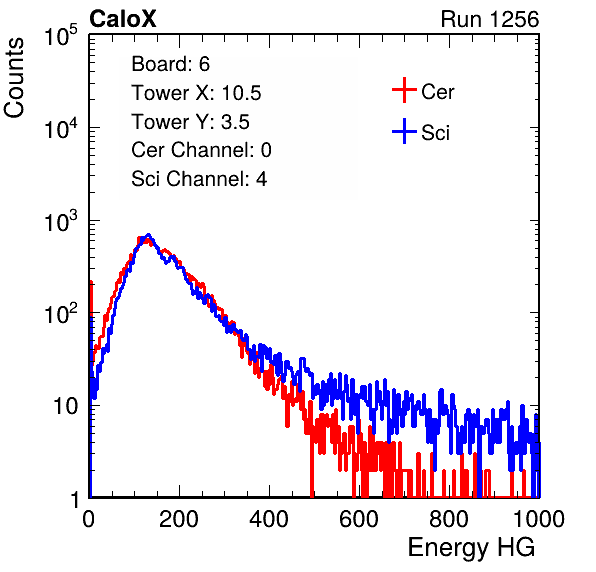 CaloX Run 1256
Counts
Board: 6
Tower X: 10.5
Tower Y: 3.5
Cer Channel: 0
Sci Channel: 4
Cer
Sci
10^5
10^4
10^3
10^2
10
1
0 200 400 600 800 1000
Energy HG